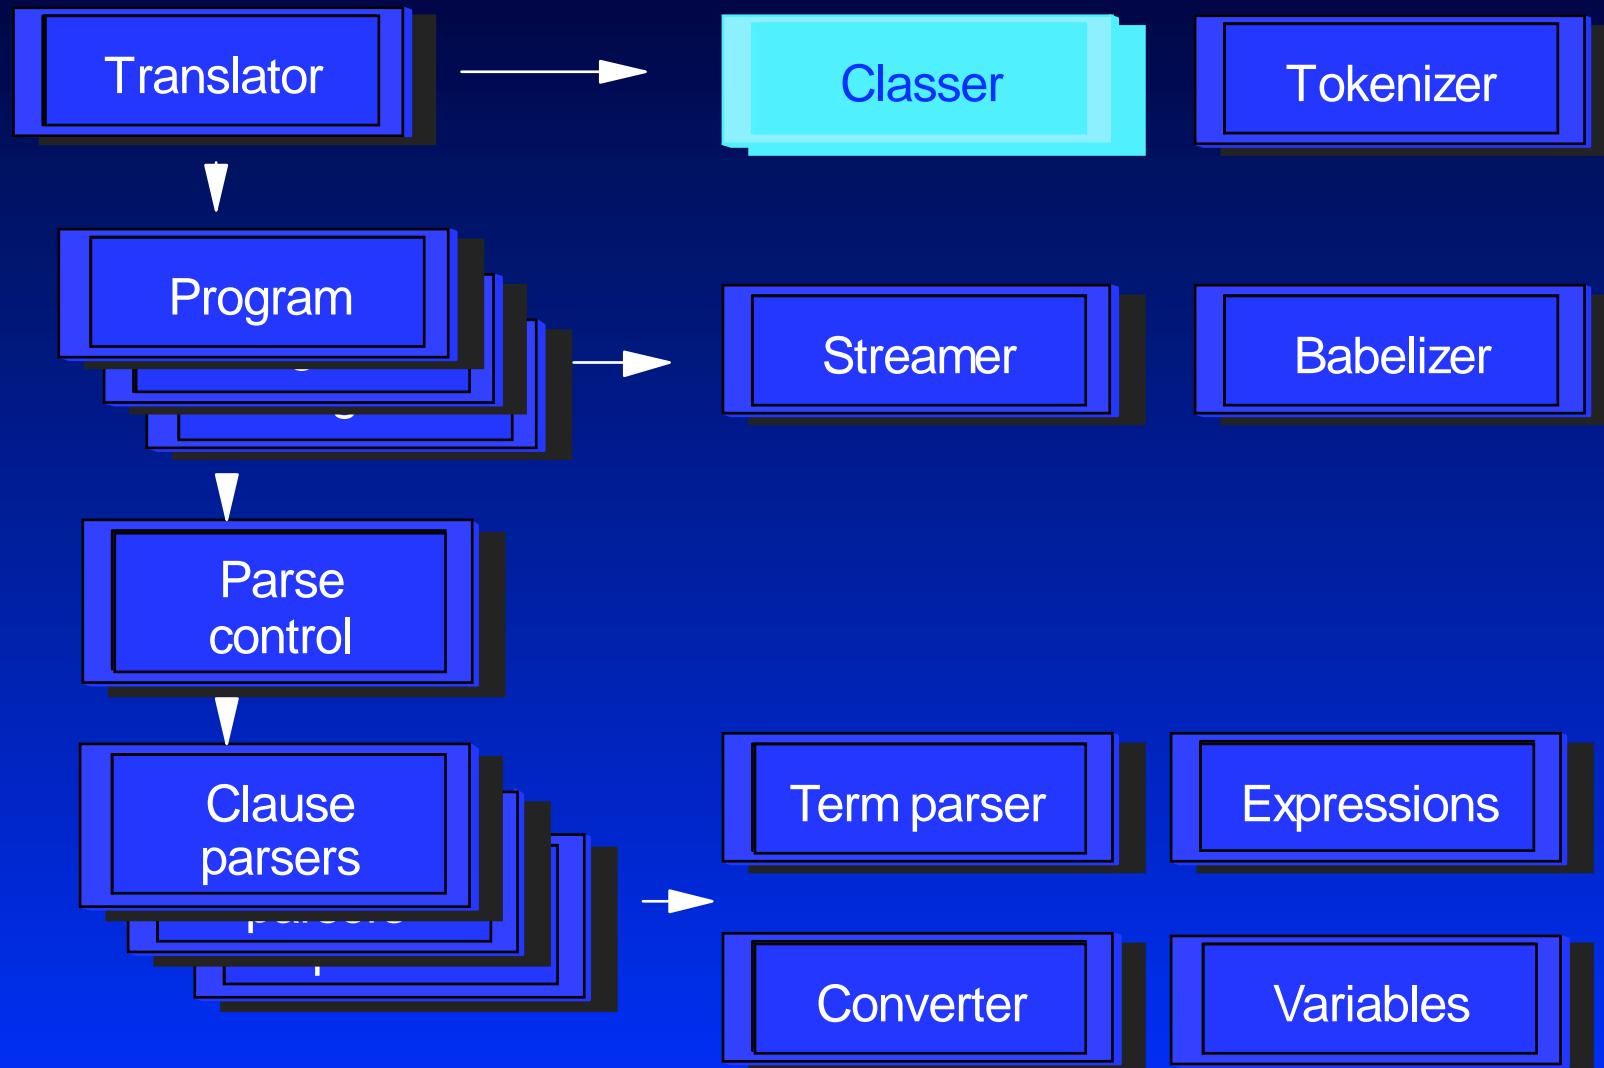 Translator
Classer
Tokenizer
Program
Streamer
Babelizer
Parse
control
Clause
parsers
Term parser
Expressions
Converter
Variables